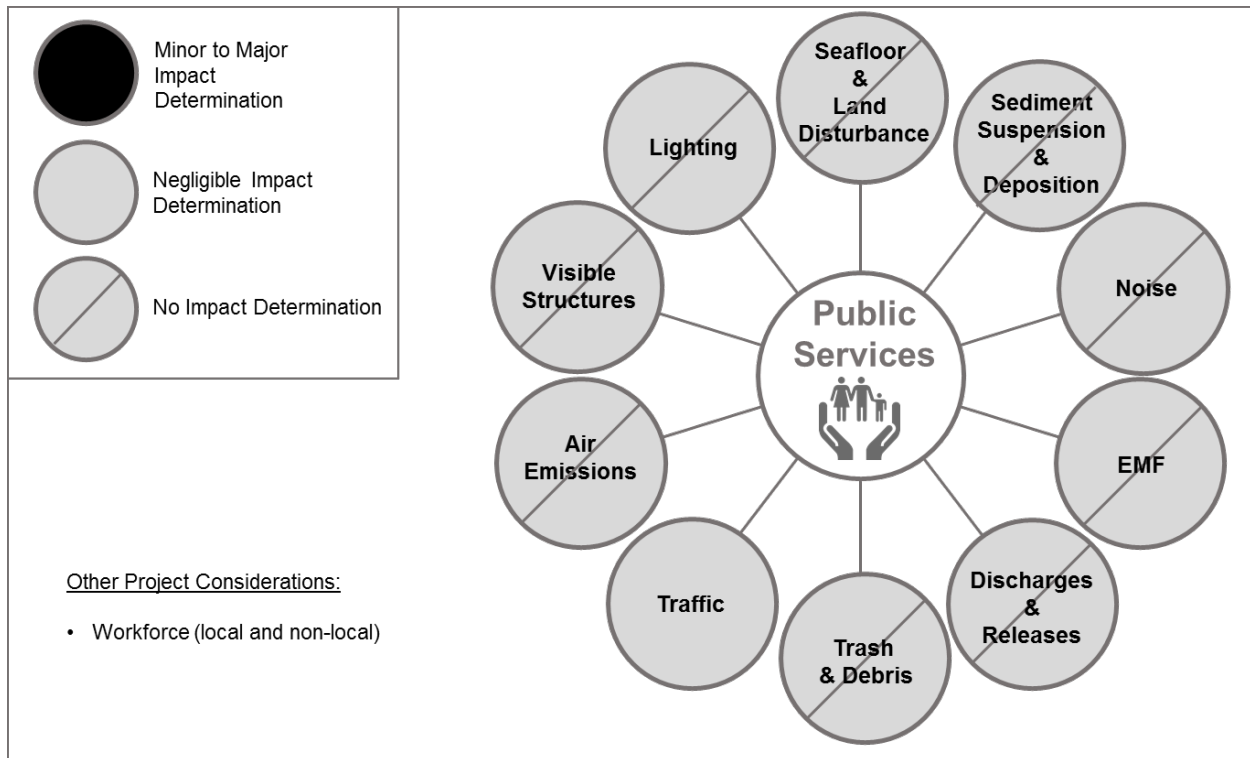 Minor to Major
Impact
Determination
Negligible Impact
Determination
No Impact Determination
Other Project Considerations:
• Workforce (local and non-local)
Public
Services
Seafloor
&
Land
Disturbance
Sediment
Suspension
&
Deposition
Noise
EMF
Discharges
&
Releases
Trash
& Debris
Traffic
Air
Emissions
Visible
Structures
Lighting